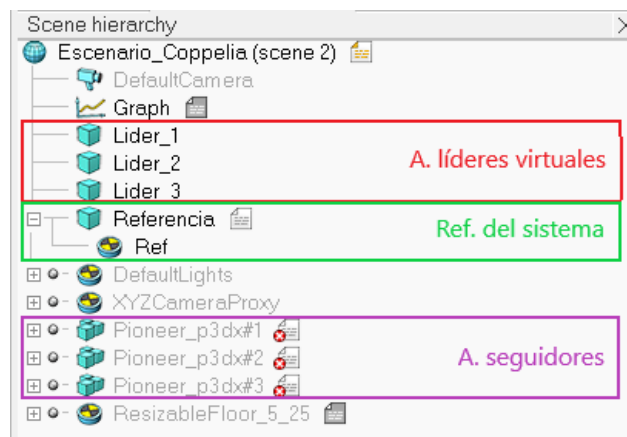 Scene hierarchy
Escenario_Coppelia (scene 2)
DefaultCamera
Graph
Lider_1
Lider_2
A. líderes virtuales
Lider_3
Referencia
Ref. del sistema
Ref
DefaultLights
XYZCameraProxy
Pioneer_p3dx#1
Pioneer_p3dx#2
A. seguidores
Pioneer_p3dx#3
ResizableFloor_5_25